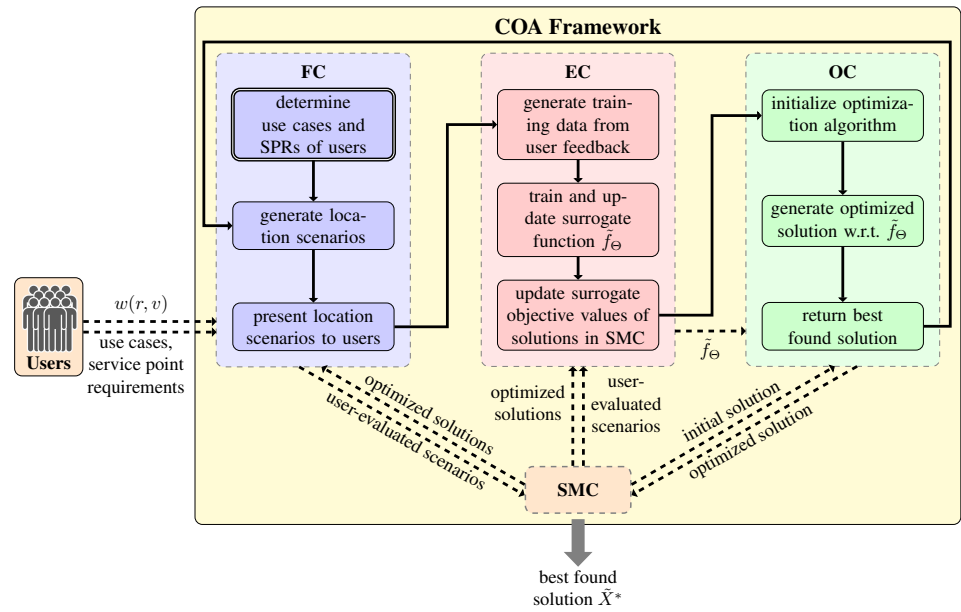 COA Framework
FC
determine
use cases and
SPRs of users
generate loca-
tion scenarios
present location
scenarios to users
EC
generate train-
ing data from
user feedback
train and up-
date surrogate
function f̃_Θ
update surrogate
objective values of
solutions in SMC
OC
initialize optimiza-
tion algorithm
generate optimized
solution w.r.t. f̃_Θ
return best
found solution
Users
w(r, v)
use cases,
service point
requirements
f̃_Θ
optimized solutions
user-evaluated scenarios
optimized
solutions
user-
evaluated
scenarios
initial solution
optimized solution
SMC
best found
solution X̃*